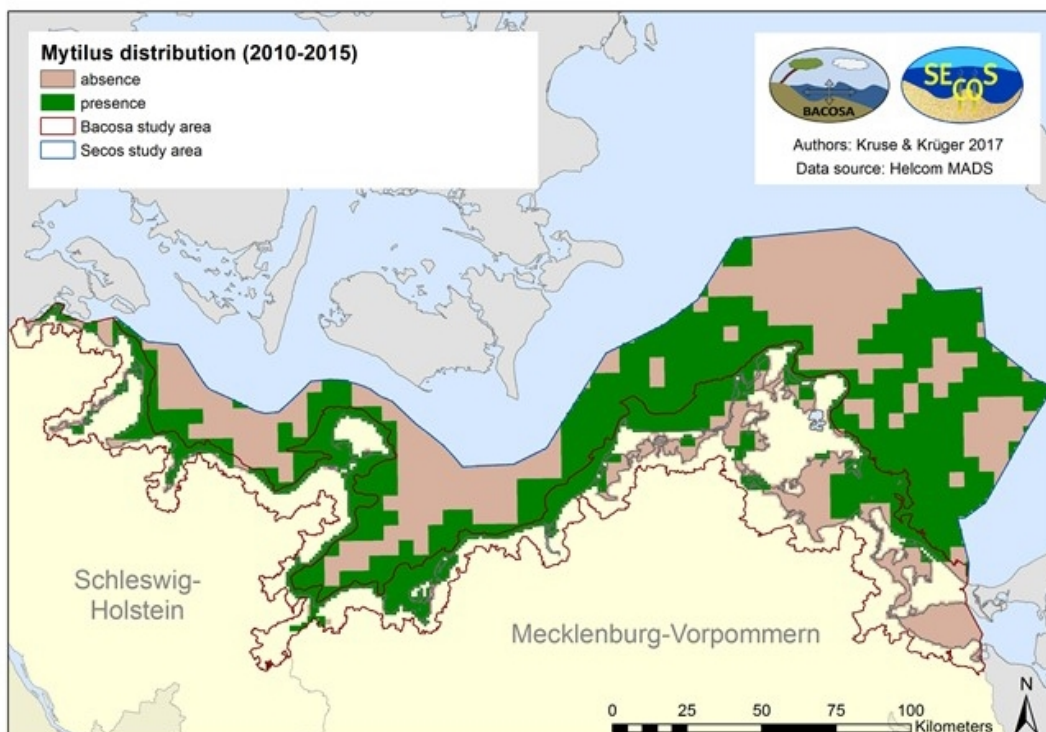 Mytilus distribution (2010-2015)
absence
presence
Bacosa study area
Secos study area
BACOSA
SECOS
Authors: Kruse & Krüger 2017
Data source: Helcom MADS
Schleswig-
Holstein
Mecklenburg-Vorpommern
N
0 25 50 75 100
Kilometers